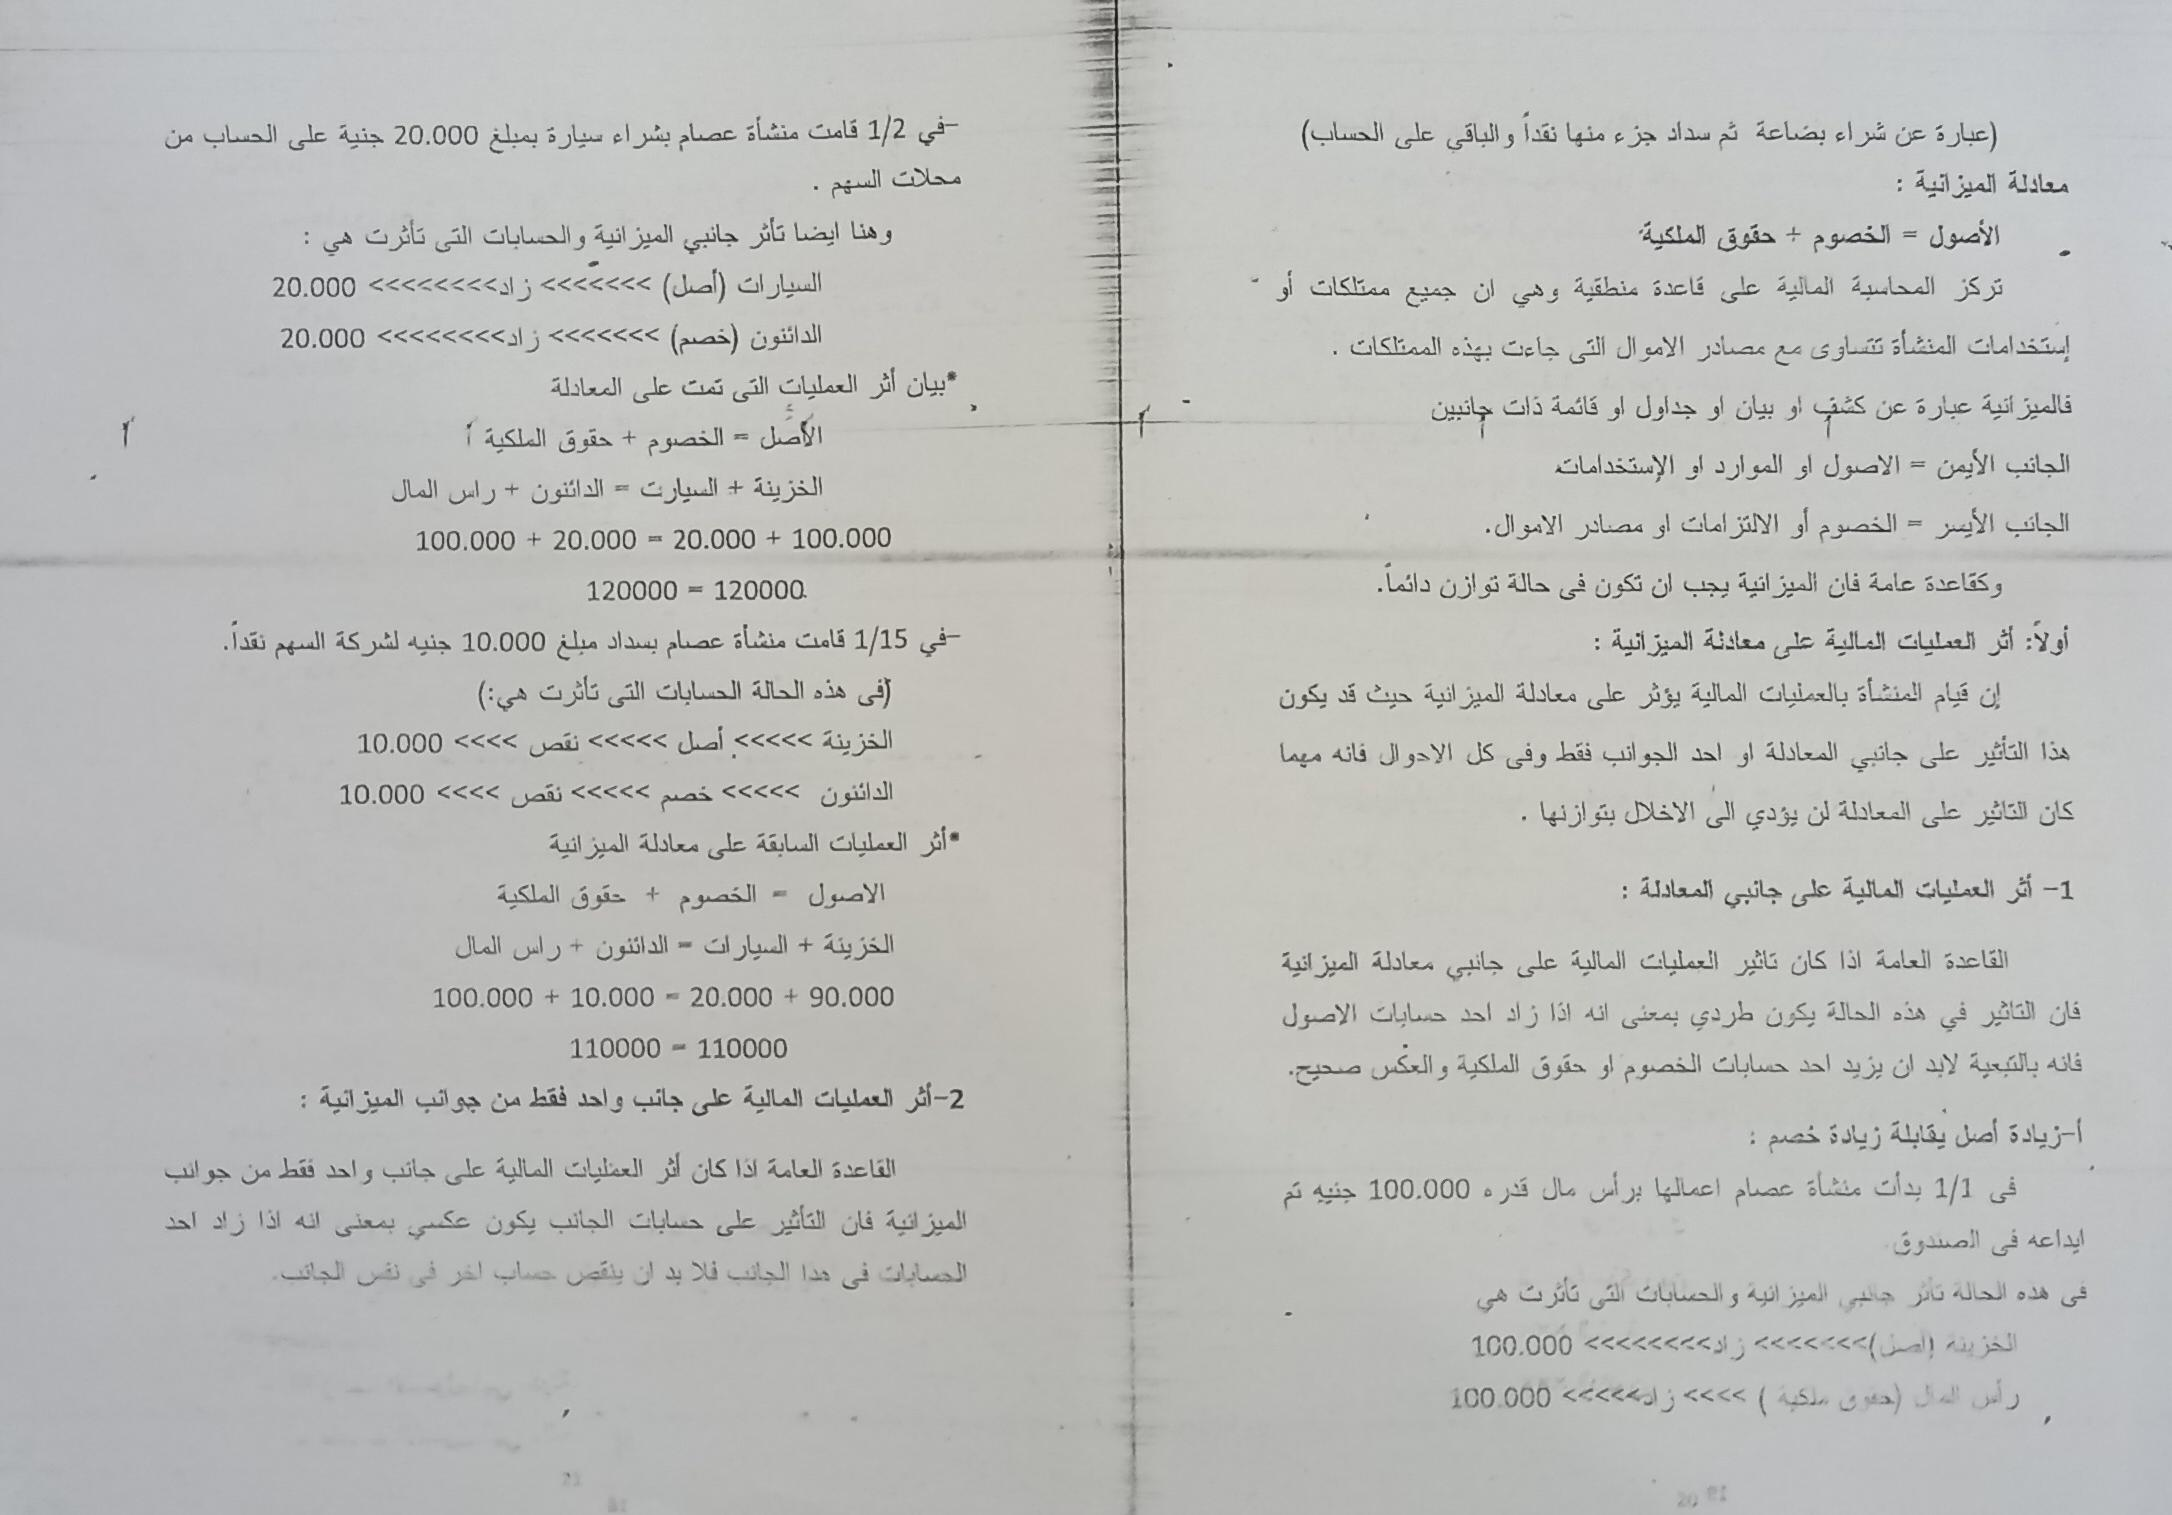 (عبارة عن شراء بضاعة ثم سداد جزء منها نقداً والباقي على الحساب)
معادلة الميزانية :
الأصول = الخصوم + حقوق الملكية
تركز المحاسبة المالية على قاعدة منطقية وهي ان جميع ممتلكات أو
إستخدامات المنشأة تتساوى مع مصادر الاموال التى جاءت بهذه الممتلكات .
فالميزانية عبارة عن كشف او بيان او جداول او قائمة ذات جانبين
الجانب الأيمن = الاصول او الموارد او الإستخدامات
الجانب الأيسر = الخصوم أو الالتزامات او مصادر الاموال.
وكقاعدة عامة فان الميزانية يجب ان تكون فى حالة توازن دائماً.
أولاً: أثر العمليات المالية على معادلة الميزانية :
إن قيام المنشأة بالعمليات المالية يؤثر على معادلة الميزانية حيث قد يكون
هذا التأثير على جانبي المعادلة او احد الجوانب فقط وفى كل الاحوال فانه مهما
كان التاثير على المعادلة لن يؤدي الى الاخلال بتوازنها .
1- أثر العمليات المالية على جانبي المعادلة :
القاعدة العامة اذا كان تاثير العمليات المالية على جانبي معادلة الميزانية
فان التاثير في هذه الحالة يكون طردي بمعنى انه اذا زاد احد حسابات الاصول
فانه بالتبعية لابد ان يزيد احد حسابات الخصوم او حقوق الملكية والعكس صحيح.
أ-زيادة أصل يقابلة زيادة خصم :
فى 1/1 بدأت منشأة عصام اعمالها برأس مال قدره 100.000 جنيه تم
ايداعه فى الصندوق
فى هذه الحالة تأثر جانبي الميزانية والحسابات التى تأثرت هي
الخزينة (اصل)>>>>>>> زاد>>>>>>>> 100.000
رأس المال (حقوق ملكية ) >>>> زاد>>>>> 100.000
-في 1/2 قامت منشأة عصام بشراء سيارة بمبلغ 20.000 جنية على الحساب من
محلات السهم .
وهنا ايضا تأثر جانبي الميزانية والحسابات التى تأثرت هي :
السيارات (أصل) >>>>>>> زاد>>>>>>>> 20.000
الدائنون (خصم) >>>>>>> زاد>>>>>>>> 20.000
*بيان أثر العمليات التى تمت على المعادلة
الأصل = الخصوم + حقوق الملكية
الخزينة + السيارت = الدائنون + راس المال
100.000 + 20.000 = 20.000 + 100.000
120000 = 120000
-في 1/15 قامت منشأة عصام بسداد مبلغ 10.000 جنيه لشركة السهم نقداً.
(فى هذه الحالة الحسابات التى تأثرت هي:)
الخزينة >>>>> أصل >>>>> نقص >>>> 10.000
الدائنون >>>>> خصم >>>>> نقص >>>> 10.000
*أثر العمليات السابقة على معادلة الميزانية
الاصول = الخصوم + حقوق الملكية
الخزينة + السيارات = الدائنون + راس المال
100.000 + 10.000 = 20.000 + 90.000
110000 = 110000
2-أثر العمليات المالية على جانب واحد فقط من جوانب الميزانية :
القاعدة العامة اذا كان أثر العمليات المالية على جانب واحد فقط من جوانب
الميزانية فان التأثير على حسابات الجانب يكون عكسي بمعنى انه اذا زاد احد
الحسابات فى هذا الجانب فلا بد ان ينقص حساب اخر فى نفس الجانب.